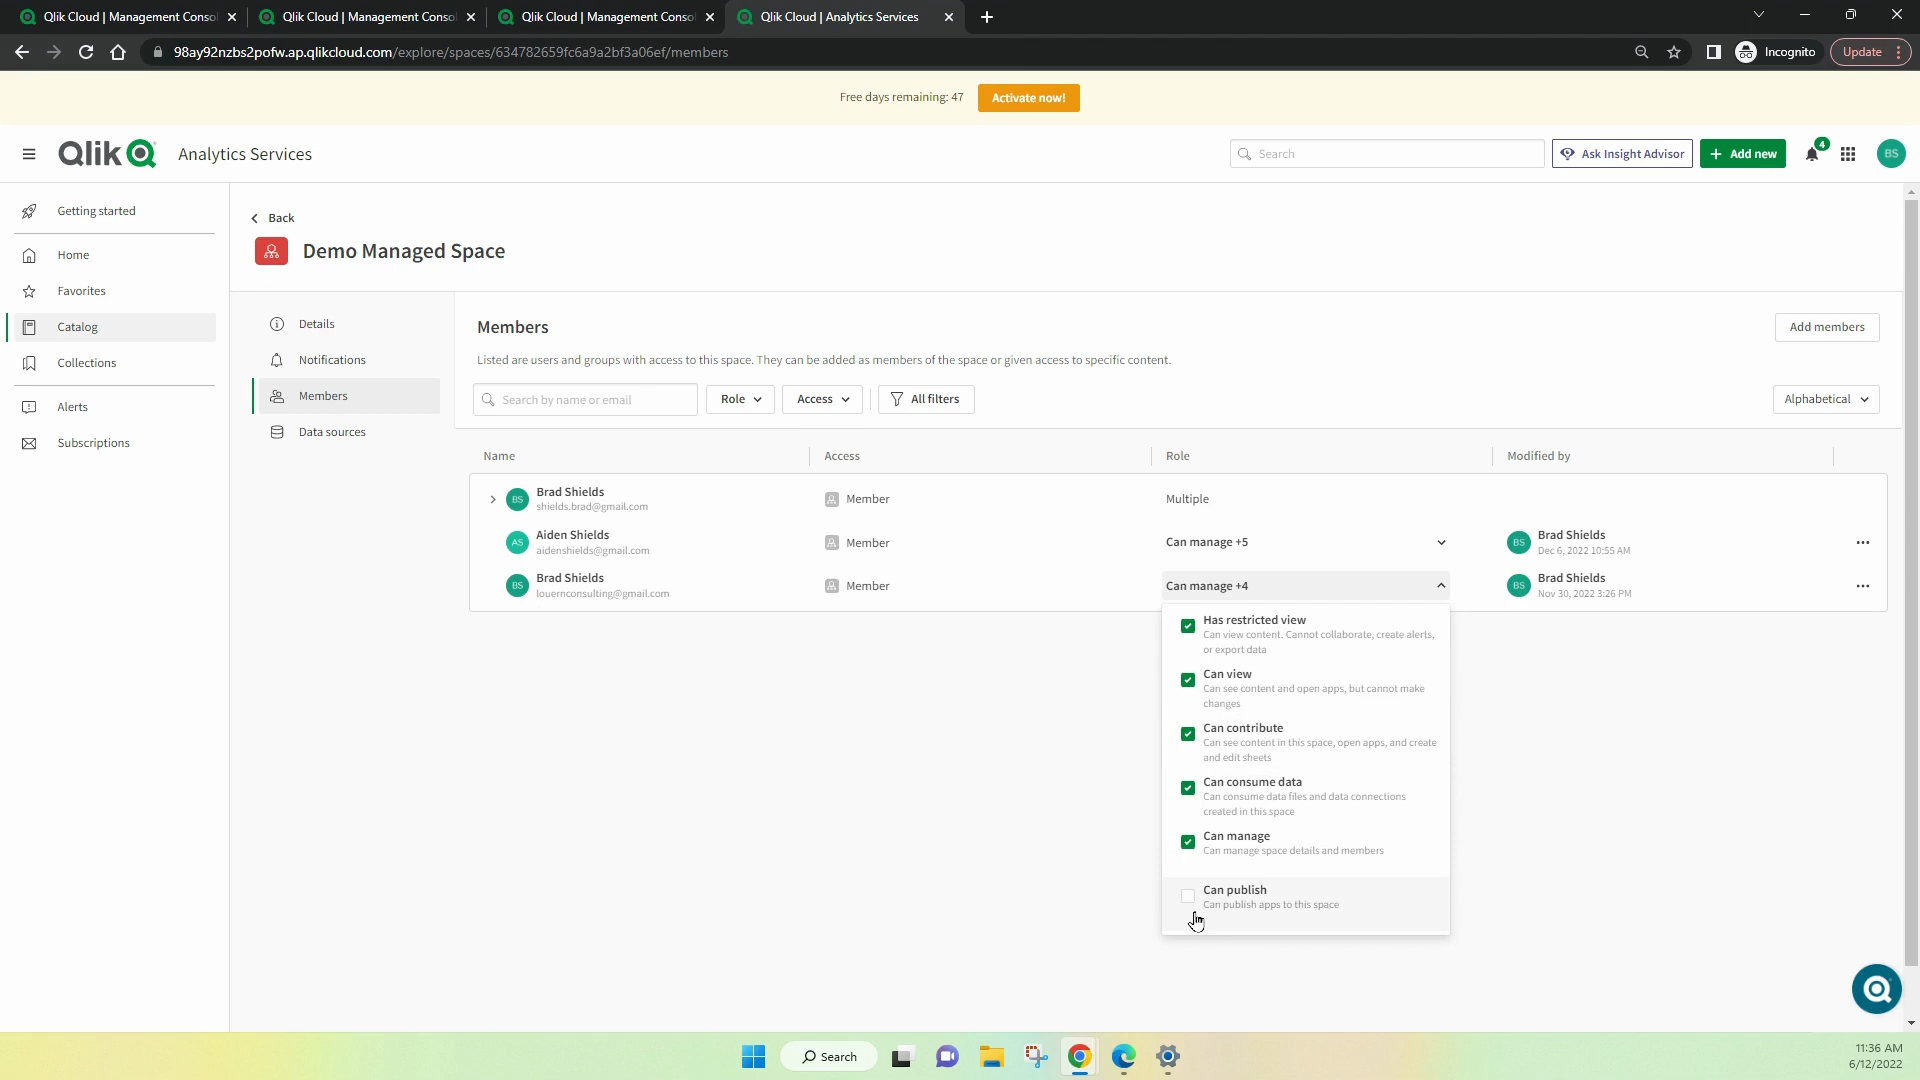 Qlik Cloud | Management Consol
Qlik Cloud | Management Consol
Qlik Cloud | Management Consol
Qlik Cloud | Analytics Services
98ay92nzbs2pofw.ap.qlikcloud.com/explore/spaces/634782659fc6a9a2bf3a06ef/members
Incognito
Update
Free days remaining: 47
Activate now!
Qlik
Analytics Services
Search
Ask Insight Advisor
Add new
4
BS
Getting started
Home
Favorites
Catalog
Collections
Alerts
Subscriptions
Back
Demo Managed Space
Details
Notifications
Members
Data sources
Members
Add members
Listed are users and groups with access to this space. They can be added as members of the space or given access to specific content.
Search by name or email
Role
Access
All filters
Alphabetical
Name
Access
Role
Modified by
BS
Brad Shields
shields.brad@gmail.com
Member
Multiple
AS
Aiden Shields
aidenshields@gmail.com
Member
Can manage +5
BS
Brad Shields
Dec 6, 2022 10:55 AM
BS
Brad Shields
louernconsulting@gmail.com
Member
Can manage +4
BS
Brad Shields
Nov 30, 2022 3:26 PM
Has restricted view
Can view content. Cannot collaborate, create alerts,
or export data
Can view
Can see content and open apps, but cannot make
changes
Can contribute
Can see content in this space, open apps, and create
and edit sheets
Can consume data
Can consume data files and data connections
created in this space
Can manage
Can manage space details and members
Can publish
Can publish apps to this space
Search
11:36 AM
6/12/2022